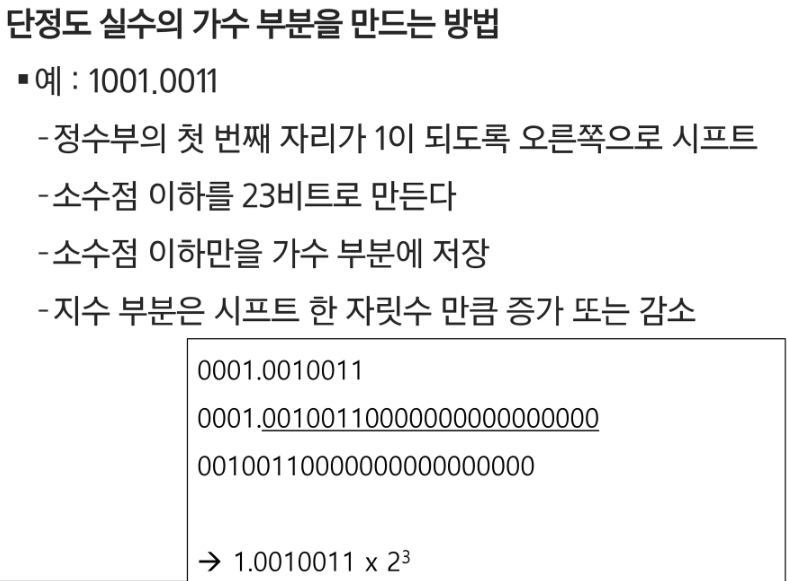 단정도 실수의 가수 부분을 만드는 방법
▪예 : 1001.0011
-정수부의 첫 번째 자리가 1이 되도록 오른쪽으로 시프트
-소수점 이하를 23비트로 만든다
-소수점 이하만을 가수 부분에 저장
-지수 부분은 시프트 한 자릿수 만큼 증가 또는 감소
0001.0010011
0001.00100110000000000000000
00100110000000000000000
→ 1.0010011 x 2³